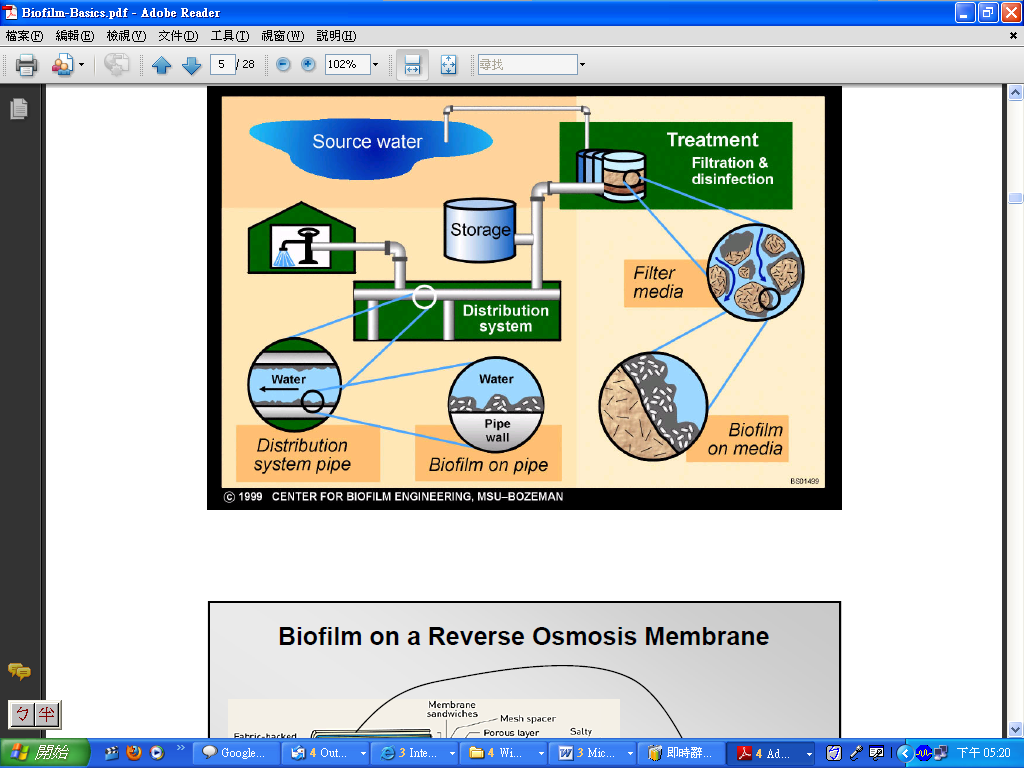 Biofilm-Basics.pdf - Adobe Reader
檔案(F) 編輯(E) 檢視(V) 文件(D) 工具(T) 視窗(W) 說明(H)
5 / 28 102% 尋找
Source water
Treatment
Filtration &
disinfection
Storage
Filter
media
Distribution
system
Water
Water
Pipe
wall
Distribution
system pipe
Biofilm on pipe
Biofilm
on media
BS01499
© 1999 CENTER FOR BIOFILM ENGINEERING, MSU–BOZEMAN
Biofilm on a Reverse Osmosis Membrane
Membrane
sandwiches
Mesh spacer
Fabric-backed
Porous layer
Salty
ㄅ 半
開始 Google... 4 Out... 3 Inte... 4 Wi... 3 Mic... 即時辭... 4 Ad... 下午 05:20